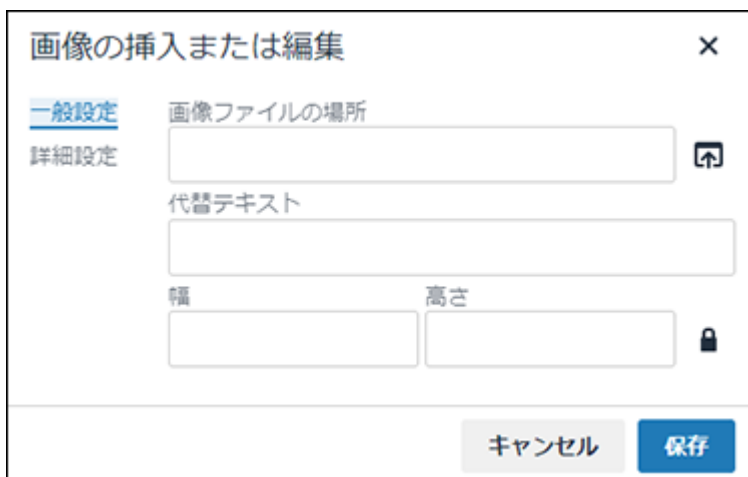 画像の挿入または編集
一般設定
画像ファイルの場所
詳細設定
代替テキスト
幅 高さ
キャンセル 保存